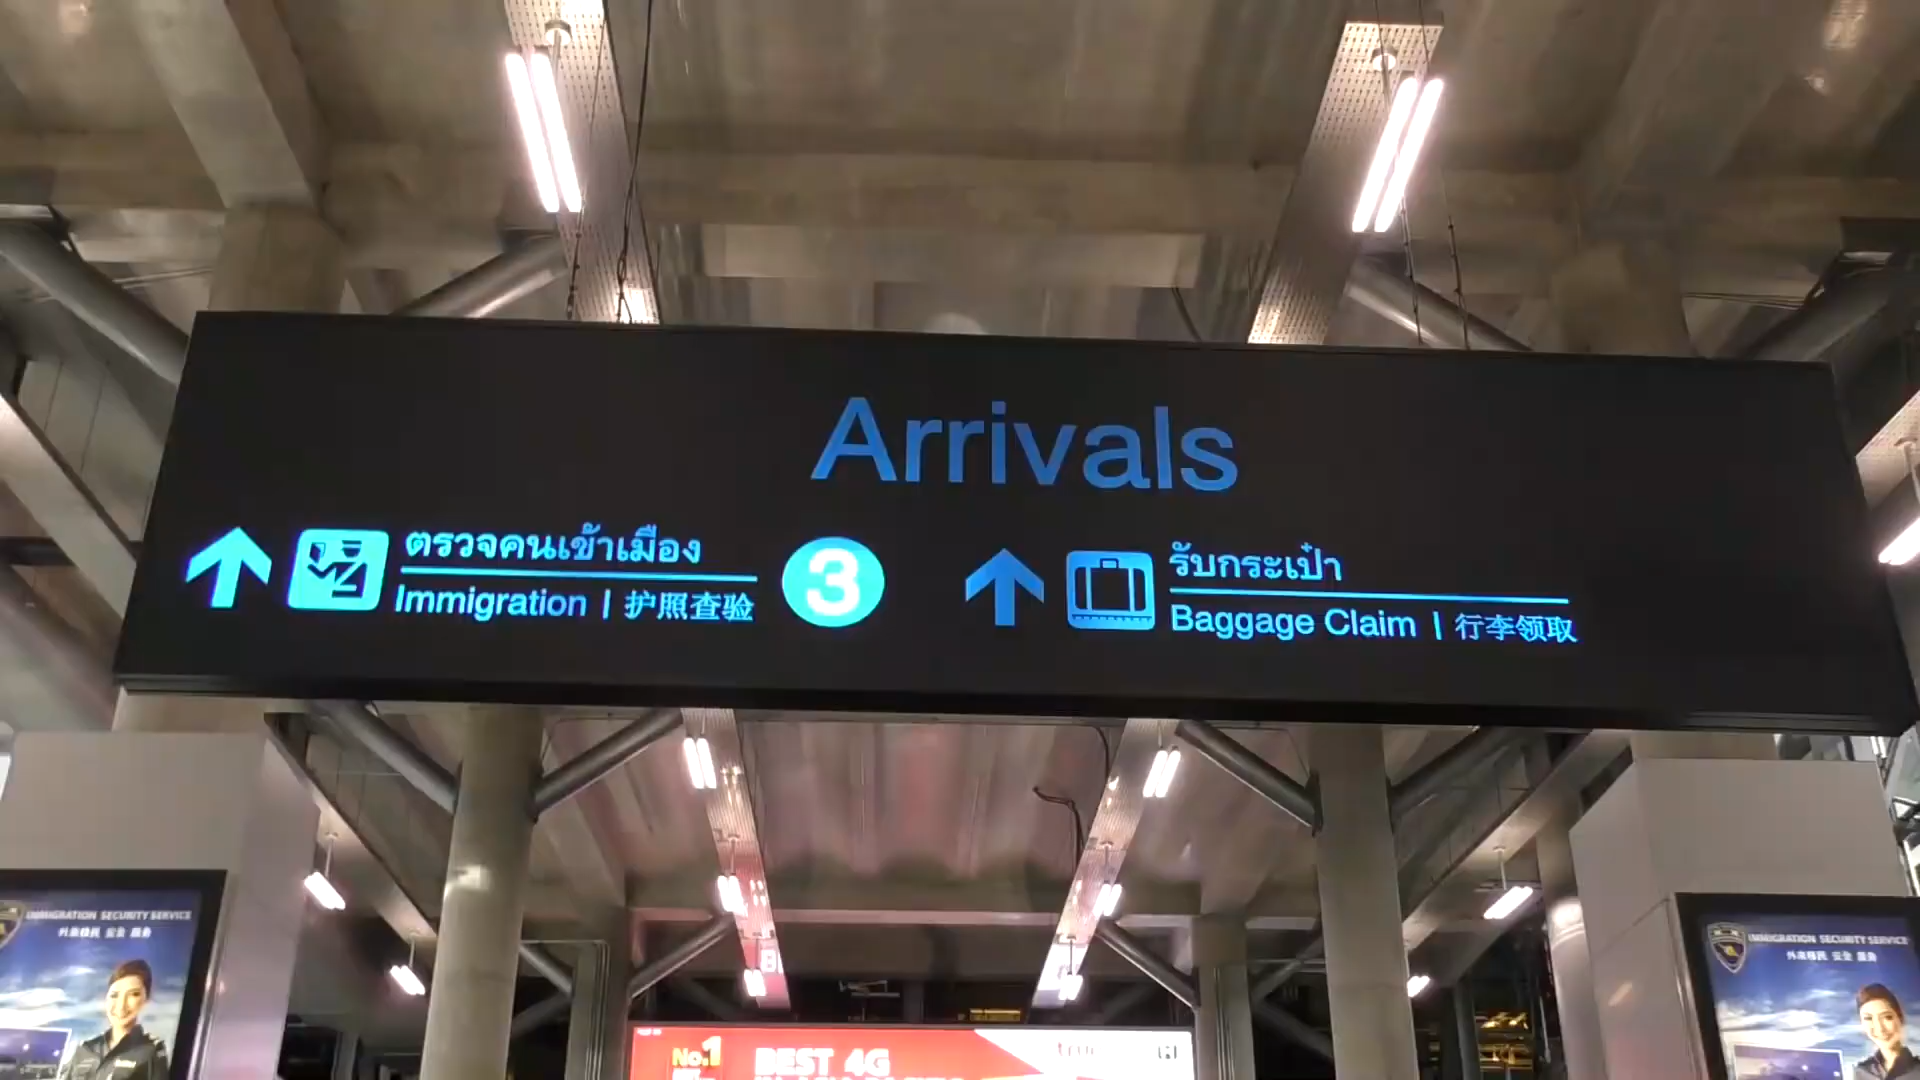 Arrivals
ตรวจคนเข้าเมือง
Immigration | 护照查验
3
รับกระเป๋า
Baggage Claim | 行李领取
IMMIGRATION SECURITY SERVICE
IMMIGRATION SECURITY SERVICE
No.1
BEST 4G
true H